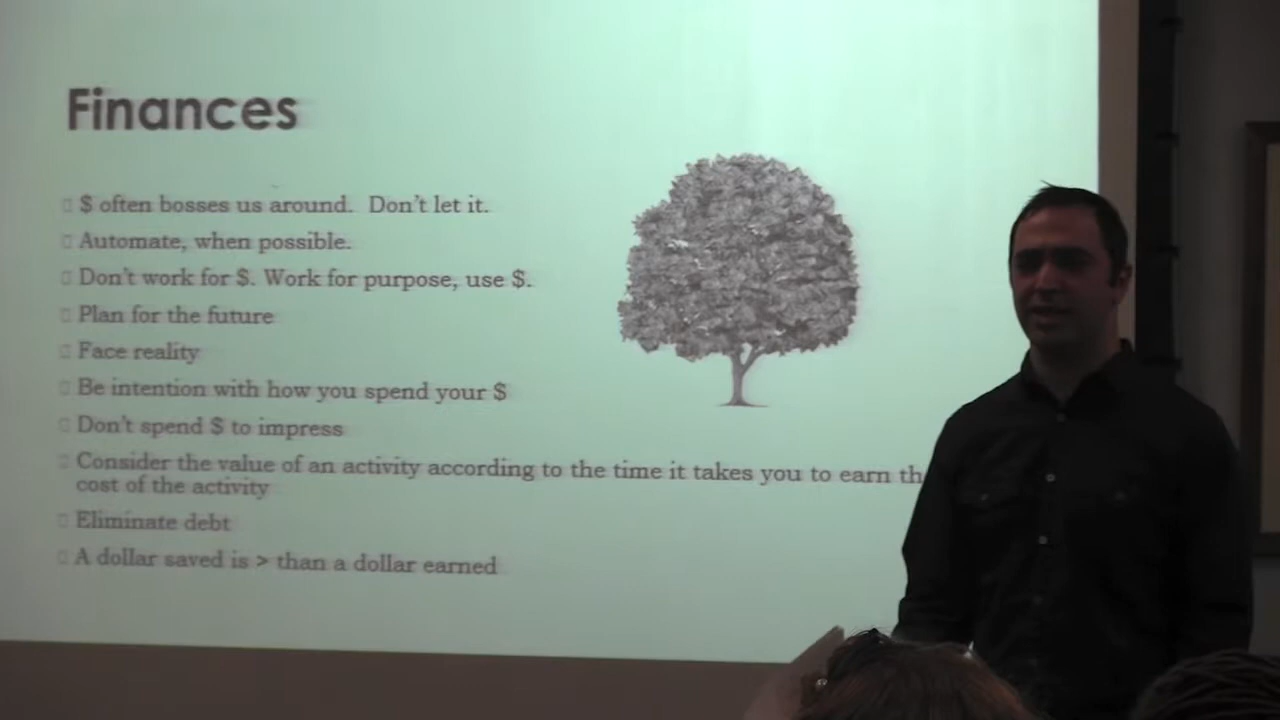 Finances
$ often bosses us around. Don't let it.
Automate, when possible.
Don't work for $. Work for purpose, use $.
Plan for the future
Face reality
Be intention with how you spend your $
Don't spend $ to impress
Consider the value of an activity according to the time it takes you to earn
cost of the activity
Eliminate debt
A dollar saved is > than a dollar earned